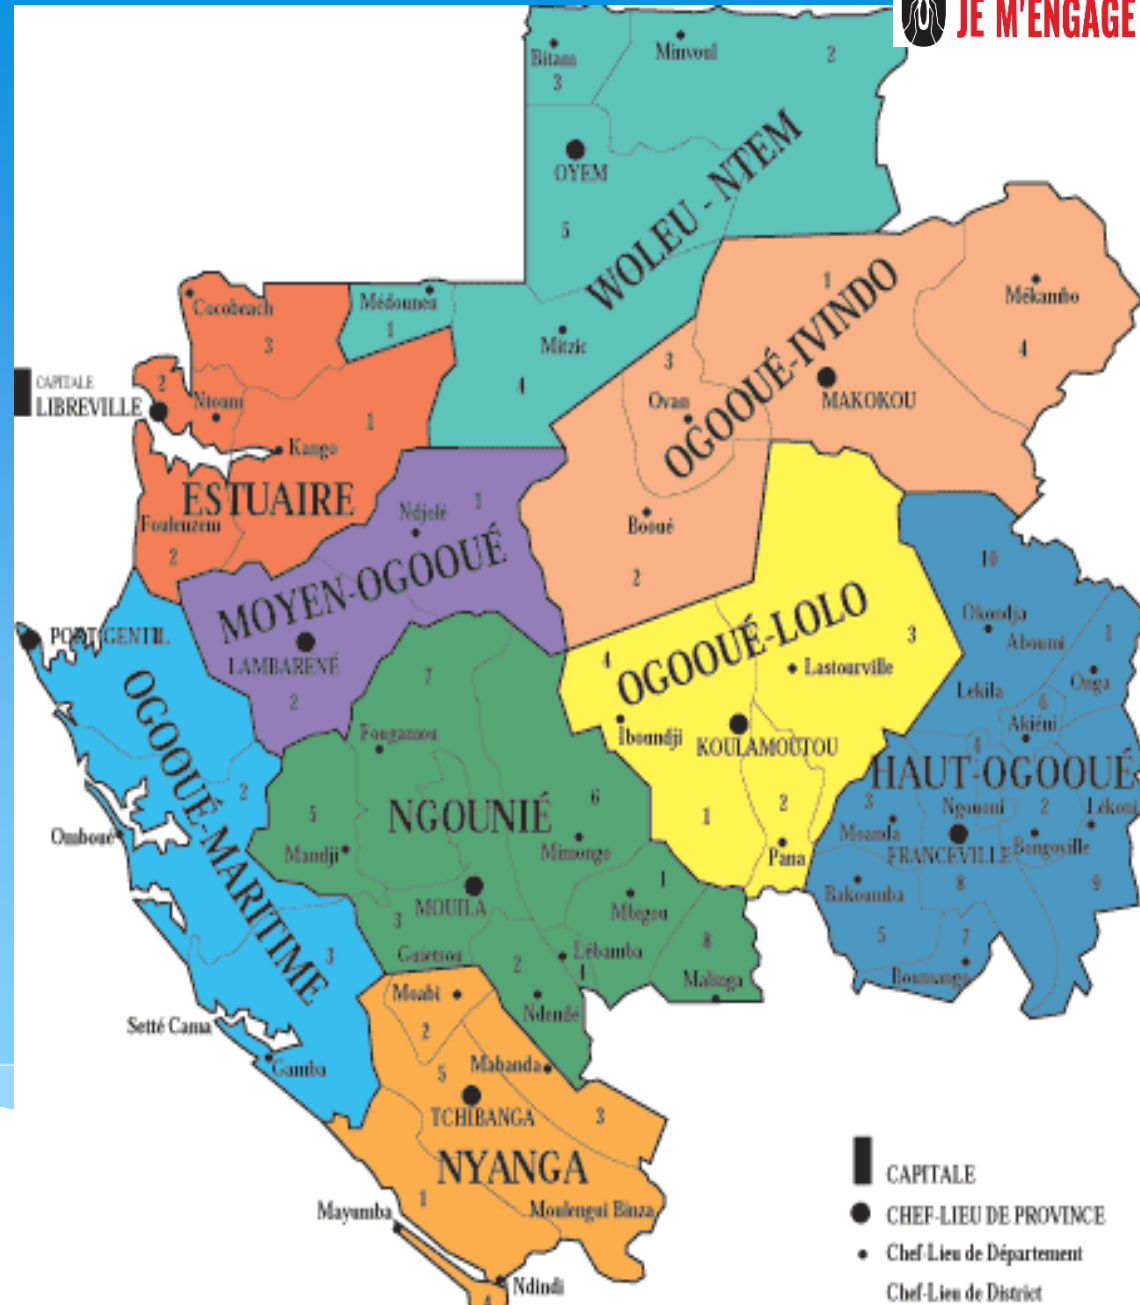 JE M'ENGAGE
Bitam
3
Minvoul
2
OYEM
5
WOLEU - NTEM
Cocobeach
3
Médouneu
1
Mitzic
4
1
Mékambo
4
OGOOUÉ-IVINDO
3
Ovan
MAKOKOU
CAPITALE
LIBREVILLE
2
Ntoum
1
Kango
ESTUAIRE
Foulenzem
2
Ndjolé
1
MOYEN-OGOOUÉ
LAMBARENÉ
2
Booué
2
10
Okondja
Aboumi
1
Lekila
Onga
6
Akiéni
4
HAUT-OGOOUÉ
3
Ngouoni
2
Lékoni
Moanda
FRANCEVILLE
Bongoville
Bakoumba
8
9
5
7
Boumango
4
OGOOUÉ-LOLO
3
Lastourville
Iboundji
KOULAMOUTOU
1
2
Pana
PORT GENTIL
OGOOUÉ-MARITIME
2
Omboué
3
Setté Cama
Gamba
7
Fougamou
5
NGOUNIÉ
6
Mandji
Mimongo
MOUILA
1
Mbigou
3
Guietsou
2
Lébamba
4
8
Malinga
Ndendé
Moabi
2
5
Mabanda
TCHIBANGA
3
NYANGA
1
Moulengui Binza
Mayumba
Ndindi
4
CAPITALE
CHEF-LIEU DE PROVINCE
Chef-Lieu de Département
Chef-Lieu de District